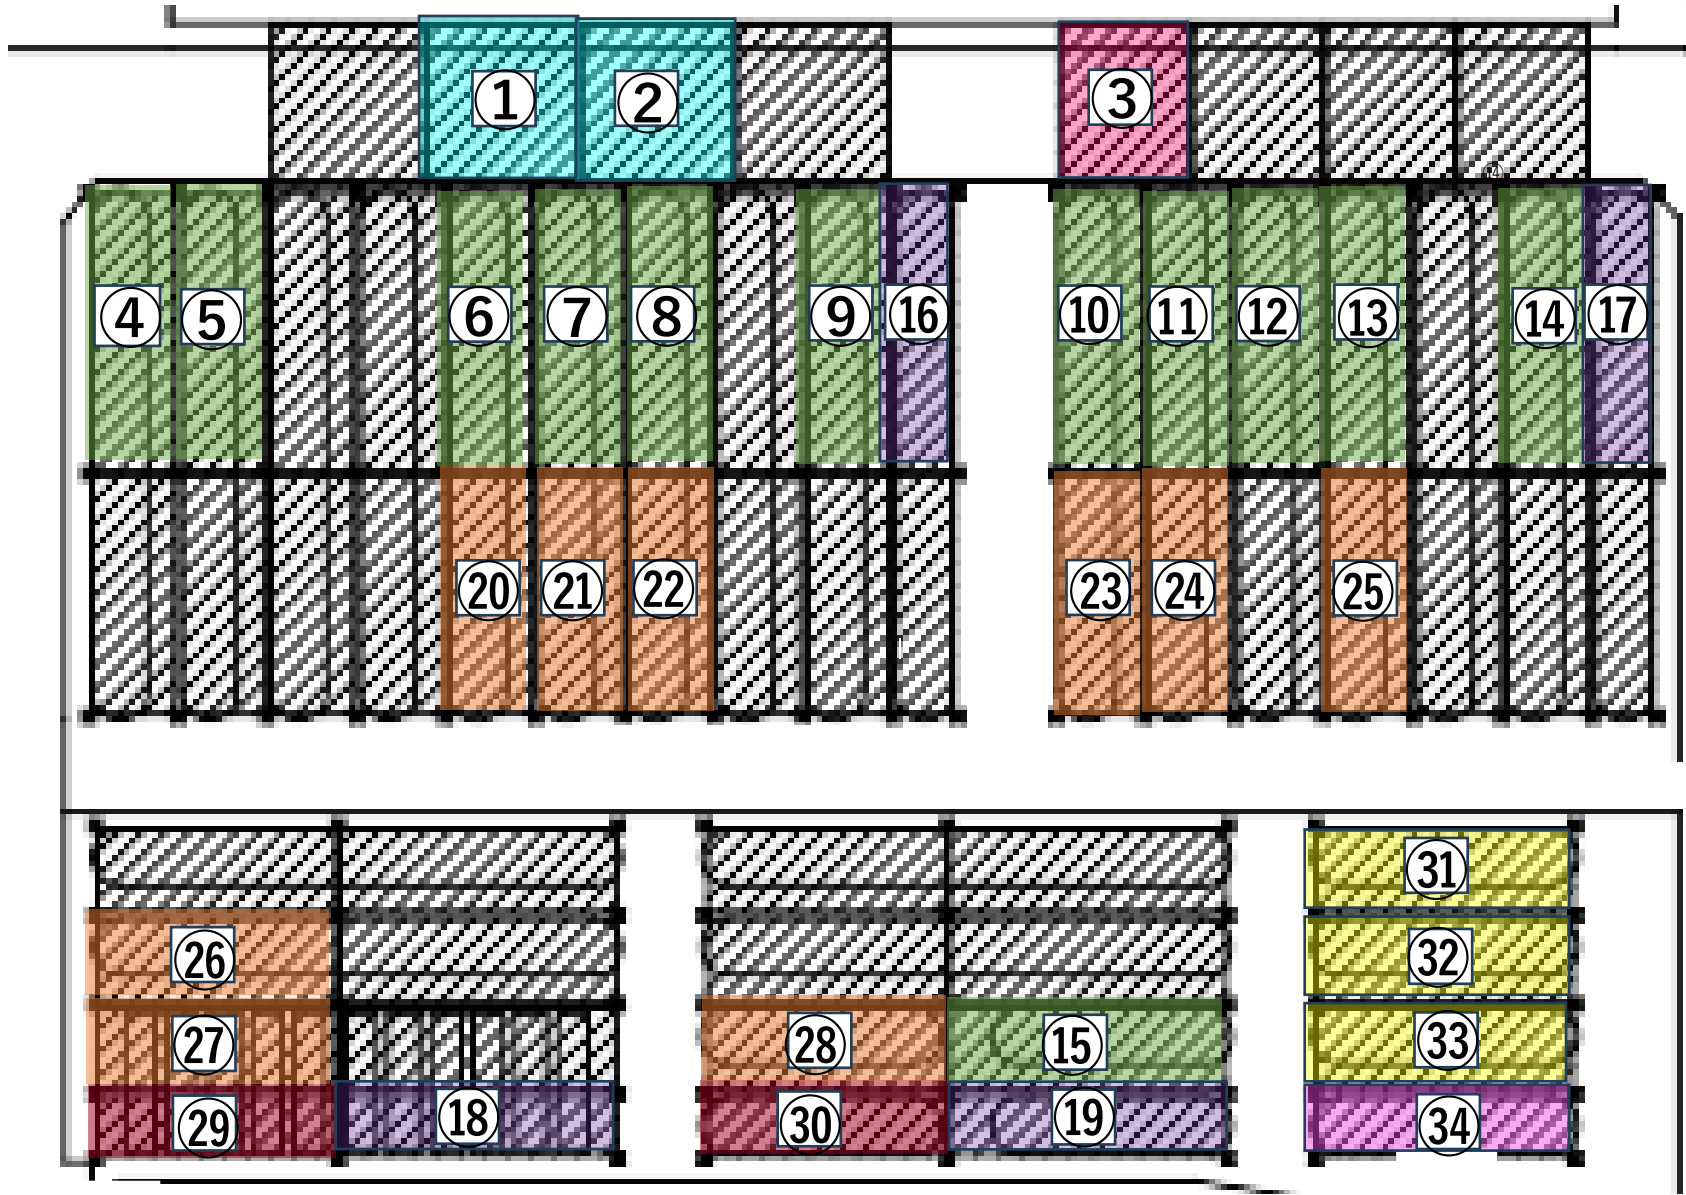 ① ② ③
④ ⑤ ⑥ ⑦ ⑧ ⑨ ⑯ ⑩ ⑪ ⑫ ⑬ ⑭ ⑰
⑳ ㉑ ㉒ ㉓ ㉔ ㉕
㉛
㉖ ㉜
㉗ ㉘ ⑮ ㉝
㉙ ⑱ ㉚ ⑲ ㉞